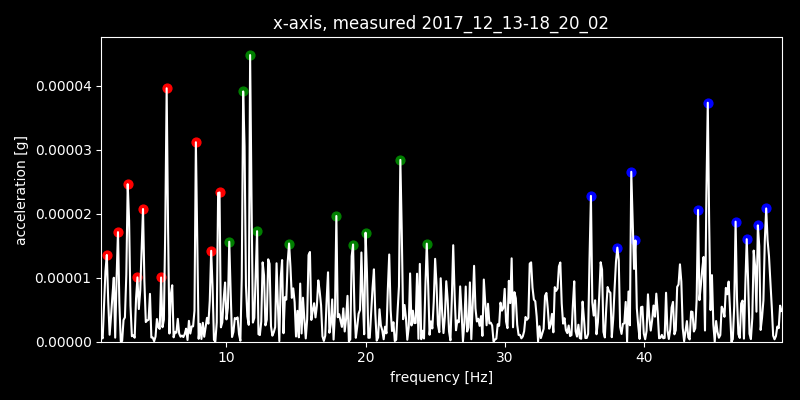 x-axis, measured 2017_12_13-18_20_02
acceleration [g]
0.00004
0.00003
0.00002
0.00001
0.00000
10 20 30 40
frequency [Hz]